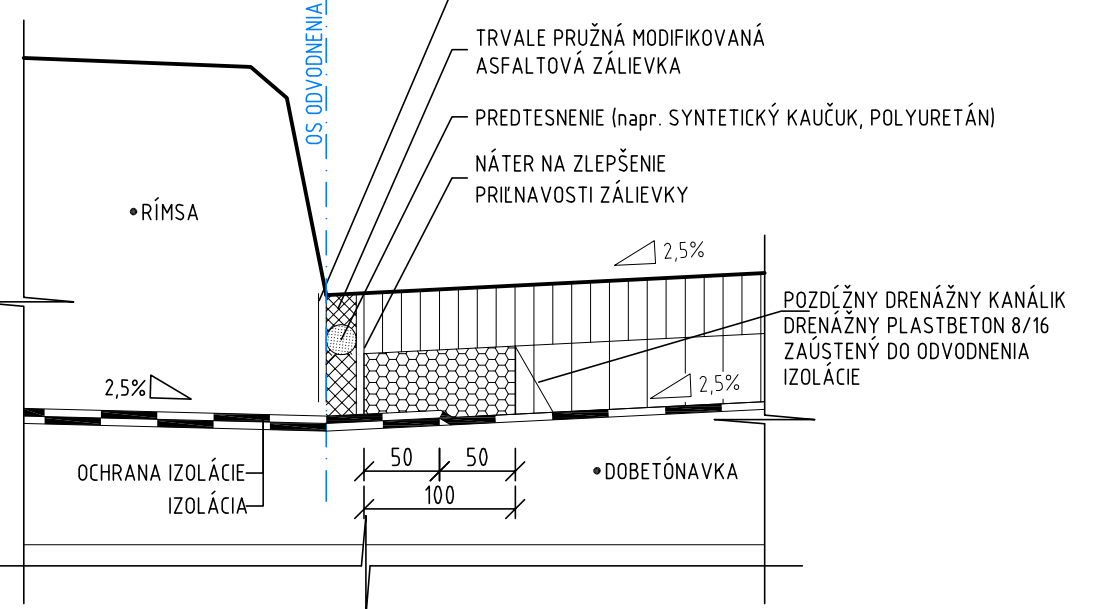 OS ODVODNENIA
TRVALE PRUŽNÁ MODIFIKOVANÁ
ASFALTOVÁ ZÁLIEVKA
PREDTESNENIE (napr. SYNTETICKÝ KAUČUK, POLYURETÁN)
NÁTER NA ZLEPŠENIE
PRIĽNAVOSTI ZÁLIEVKY
RÍMSA
2,5%
POZDĹŽNY DRENÁŽNY KANÁLIK
DRENÁŽNY PLASTBETON 8/16
ZAÚSTENÝ DO ODVODNENIA
IZOLÁCIE
2,5%
2,5%
OCHRANA IZOLÁCIE
IZOLÁCIA
50
50
100
DOBETÓNAVKA